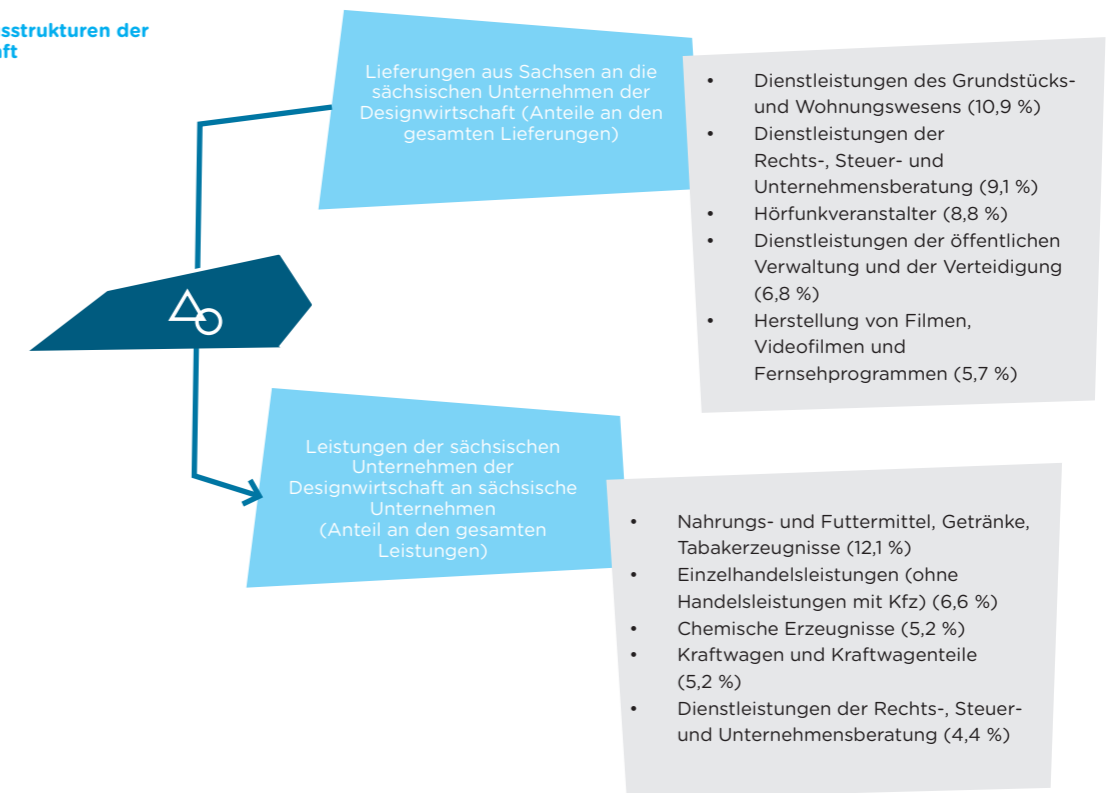 sstrukturen der
ft
Lieferungen aus Sachsen an die
sächsischen Unternehmen der
Designwirtschaft (Anteile an den
gesamten Lieferungen)
• Dienstleistungen des Grundstücks-
und Wohnungswesens (10,9 %)
• Dienstleistungen der
Rechts-, Steuer- und
Unternehmensberatung (9,1 %)
• Hörfunkveranstalter (8,8 %)
• Dienstleistungen der öffentlichen
Verwaltung und der Verteidigung
(6,8 %)
• Herstellung von Filmen,
Videofilmen und
Fernsehprogrammen (5,7 %)
Leistungen der sächsischen
Unternehmen der
Designwirtschaft an sächsische
Unternehmen
(Anteil an den gesamten
Leistungen)
• Nahrungs- und Futtermittel, Getränke,
Tabakerzeugnisse (12,1 %)
• Einzelhandelsleistungen (ohne
Handelsleistungen mit Kfz) (6,6 %)
• Chemische Erzeugnisse (5,2 %)
• Kraftwagen und Kraftwagenteile
(5,2 %)
• Dienstleistungen der Rechts-, Steuer-
und Unternehmensberatung (4,4 %)